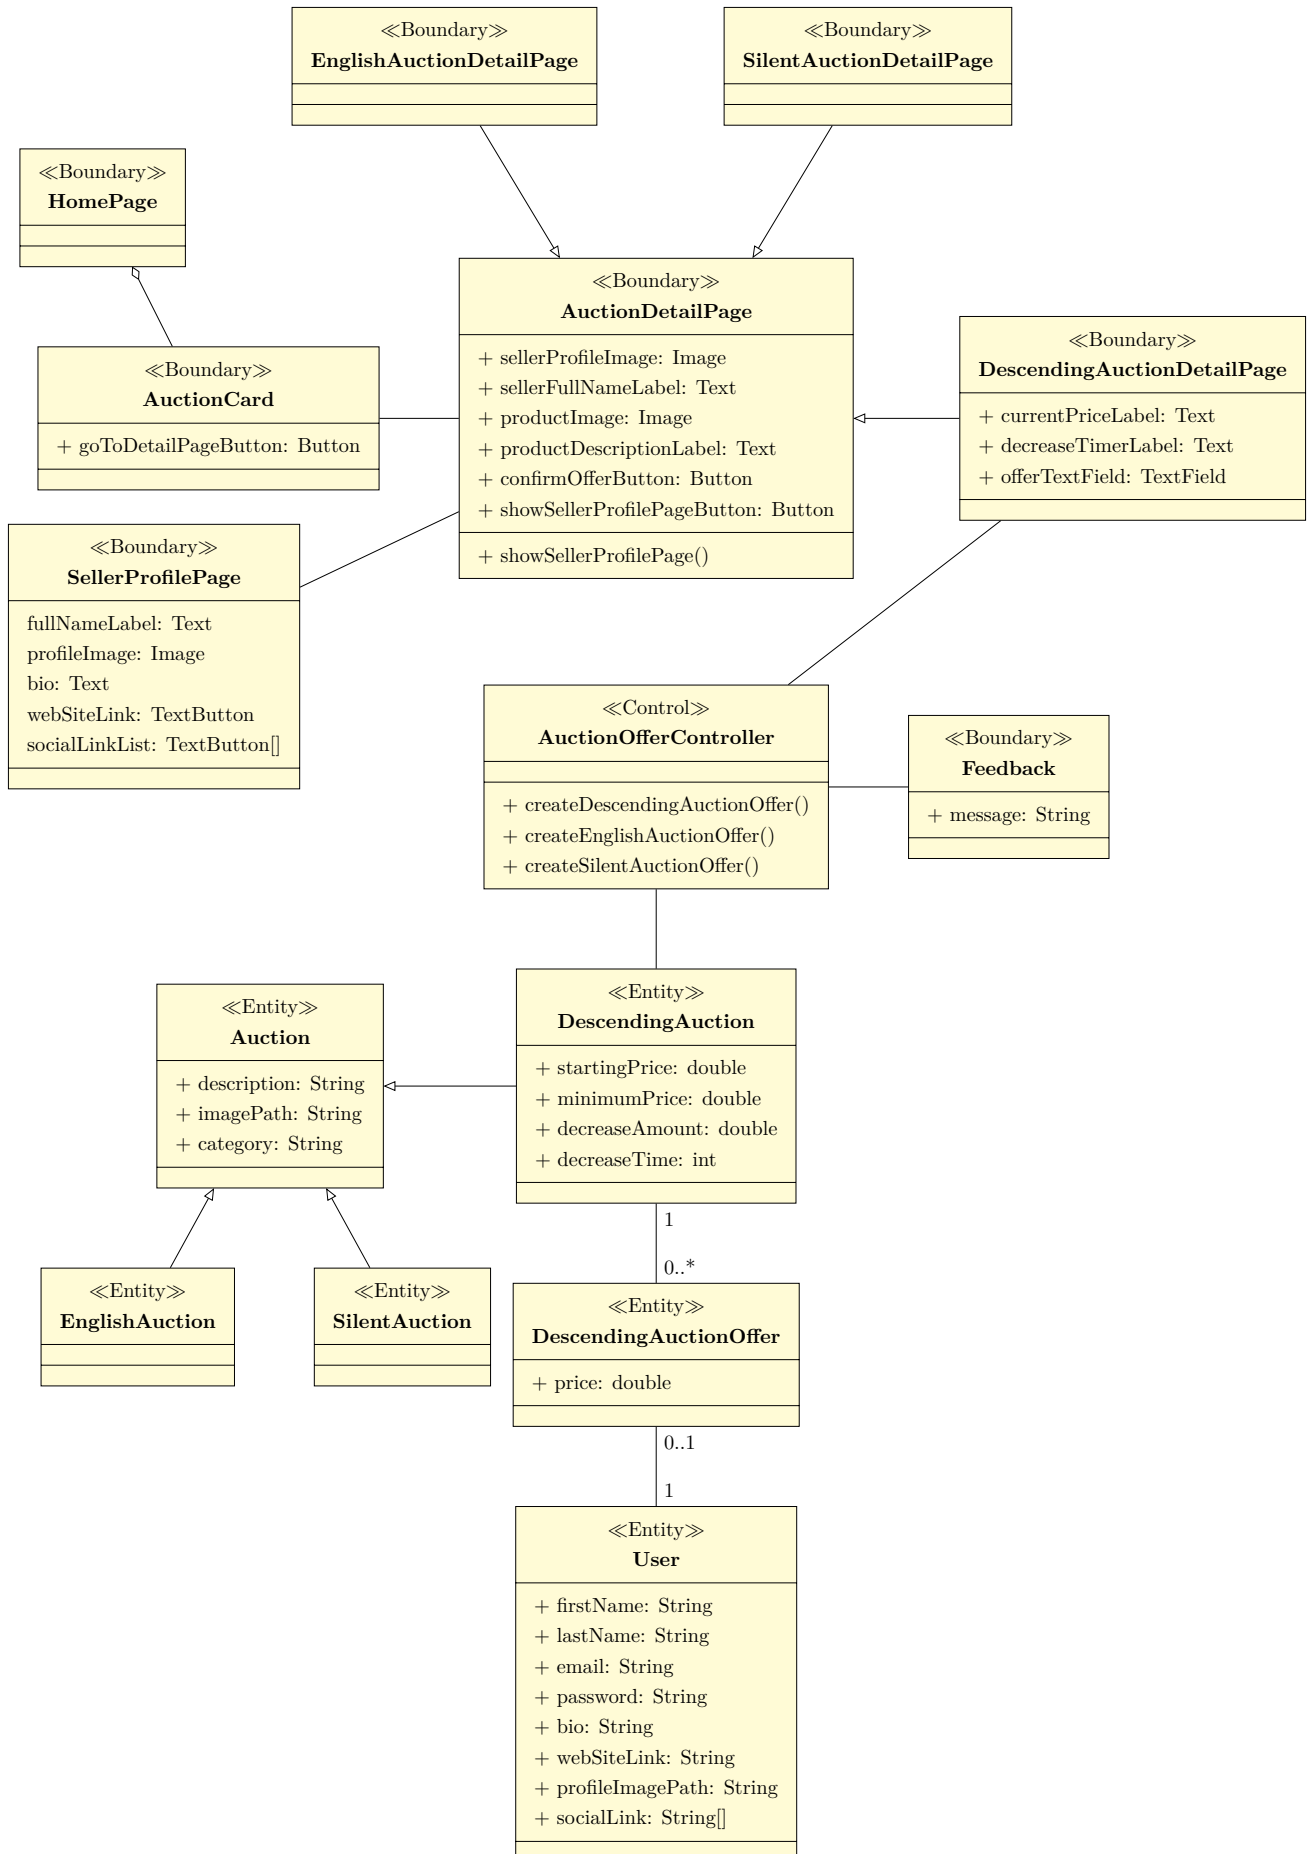 ≪Boundary≫
EnglishAuctionDetailPage
≪Boundary≫
SilentAuctionDetailPage
≪Boundary≫
HomePage
≪Boundary≫
AuctionCard
+ goToDetailPageButton: Button
≪Boundary≫
AuctionDetailPage
+ sellerProfileImage: Image
+ sellerFullNameLabel: Text
+ productImage: Image
+ productDescriptionLabel: Text
+ confirmOfferButton: Button
+ showSellerProfilePageButton: Button
+ showSellerProfilePage()
≪Boundary≫
DescendingAuctionDetailPage
+ currentPriceLabel: Text
+ decreaseTimerLabel: Text
+ offerTextField: TextField
≪Boundary≫
SellerProfilePage
fullNameLabel: Text
profileImage: Image
bio: Text
webSiteLink: TextButton
socialLinkList: TextButton[]
≪Control≫
AuctionOfferController
+ createDescendingAuctionOffer()
+ createEnglishAuctionOffer()
+ createSilentAuctionOffer()
≪Boundary≫
Feedback
+ message: String
≪Entity≫
Auction
+ description: String
+ imagePath: String
+ category: String
≪Entity≫
DescendingAuction
+ startingPrice: double
+ minimumPrice: double
+ decreaseAmount: double
+ decreaseTime: int
1
0..*
≪Entity≫
EnglishAuction
≪Entity≫
SilentAuction
≪Entity≫
DescendingAuctionOffer
+ price: double
0..1
1
≪Entity≫
User
+ firstName: String
+ lastName: String
+ email: String
+ password: String
+ bio: String
+ webSiteLink: String
+ profileImagePath: String
+ socialLink: String[]